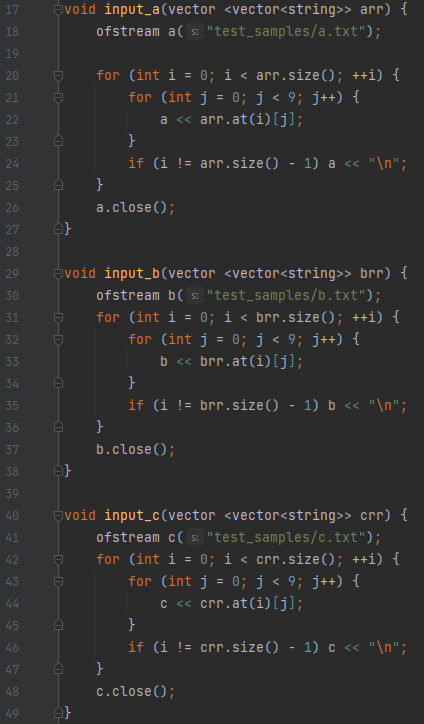 17 void input_a(vector <vector<string>> arr) {
18     ofstream a( s: "test_samples/a.txt");
19
20     for (int i = 0; i < arr.size(); ++i) {
21         for (int j = 0; j < 9; j++) {
22             a << arr.at(i)[j];
23         }
24         if (i != arr.size() - 1) a << "\n";
25     }
26     a.close();
27 }
28
29 void input_b(vector <vector<string>> brr) {
30     ofstream b( s: "test_samples/b.txt");
31     for (int i = 0; i < brr.size(); ++i) {
32         for (int j = 0; j < 9; j++) {
33             b << brr.at(i)[j];
34         }
35         if (i != brr.size() - 1) b << "\n";
36     }
37     b.close();
38 }
39
40 void input_c(vector <vector<string>> crr) {
41     ofstream c( s: "test_samples/c.txt");
42     for (int i = 0; i < crr.size(); ++i) {
43         for (int j = 0; j < 9; j++) {
44             c << crr.at(i)[j];
45         }
46         if (i != crr.size() - 1) c << "\n";
47     }
48     c.close();
49 }